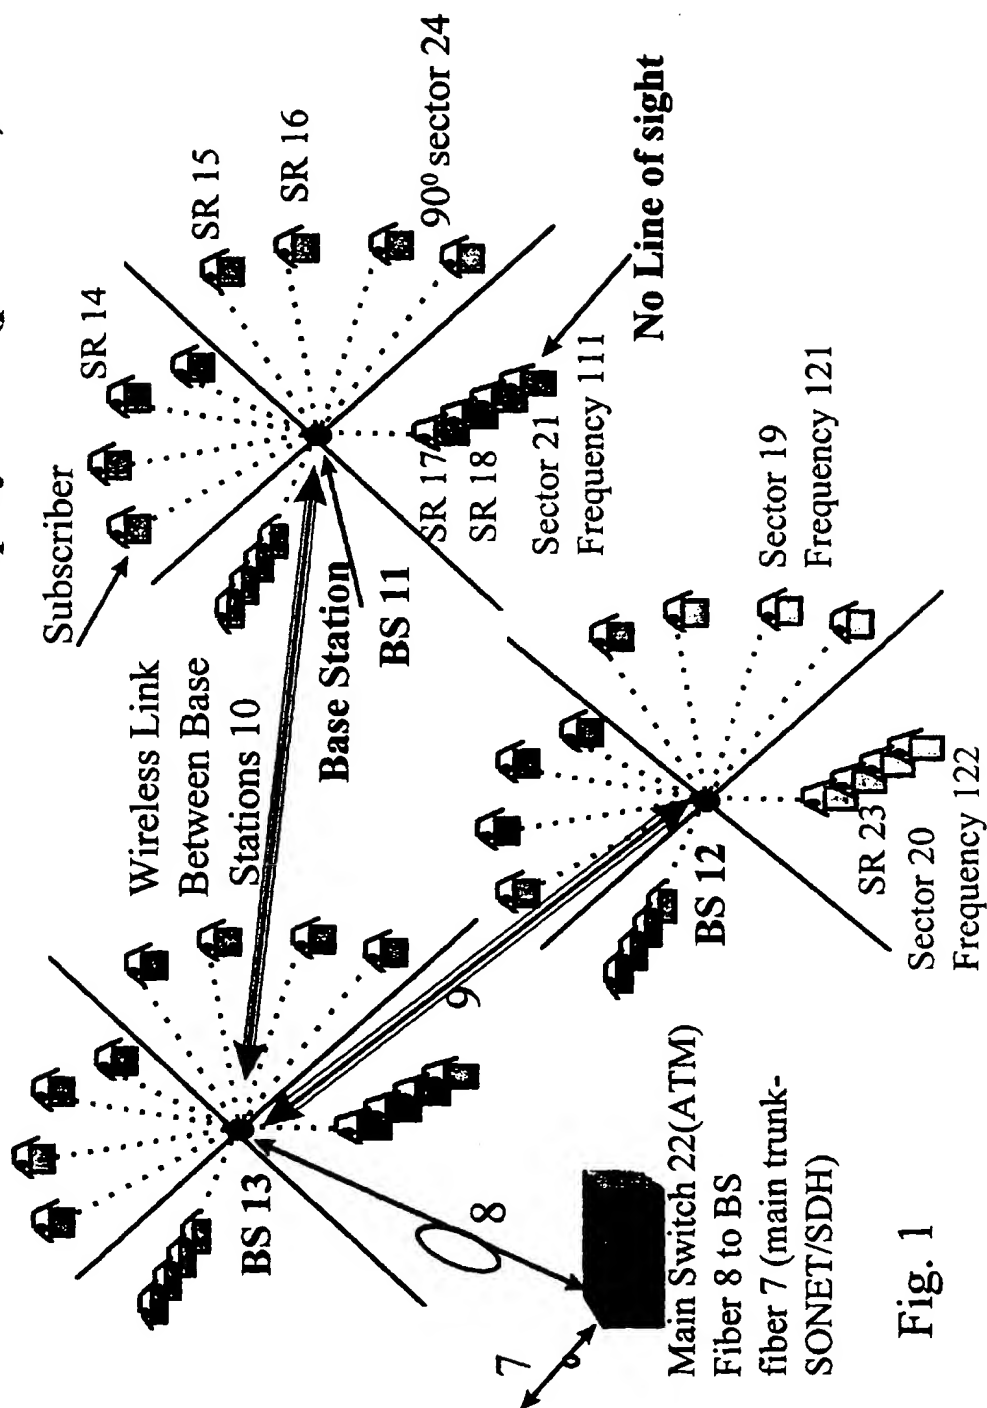 Subscriber
SR 14
SR 15
SR 16
90⁰ sector 24
No Line of sight
SR 17
SR 18
Sector 21
Frequency 111
Wireless Link
Between Base
Stations 10
Base Station
BS 11
BS 13
9
BS 12
Sector 19
Frequency 121
SR 23
Sector 20
Frequency 122
8
7
Main Switch 22(ATM)
Fiber 8 to BS
fiber 7 (main trunk-
SONET/SDH)
Fig. 1